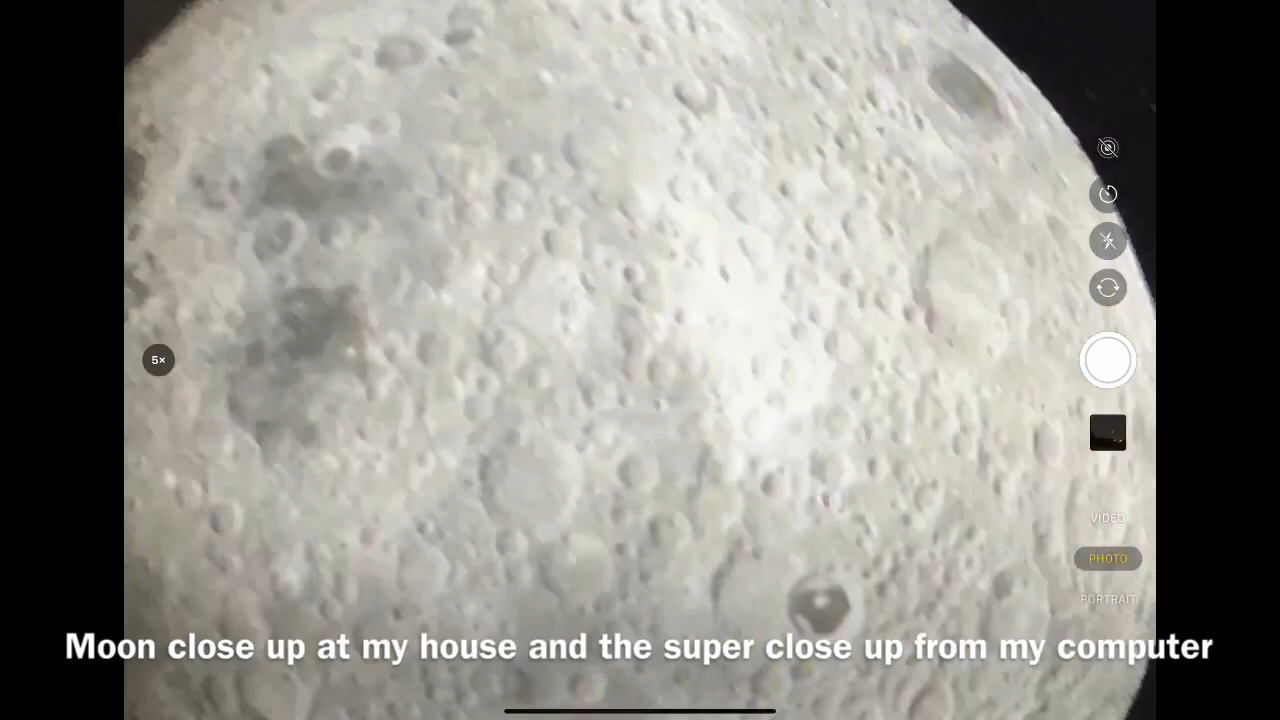 5×
VIDEO
PHOTO
PORTRAIT
Moon close up at my house and the super close up from my computer